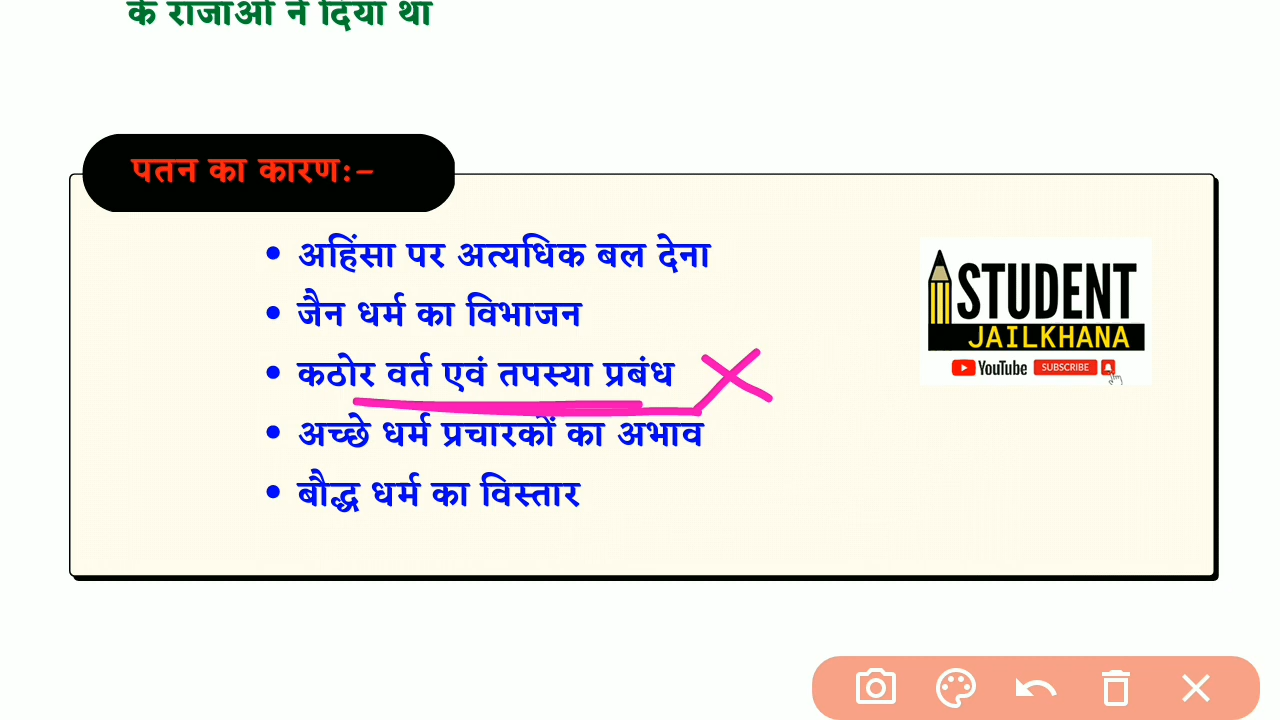 के राजाओं ने दिया था
पतन का कारण:-
• अहिंसा पर अत्यधिक बल देना
• जैन धर्म का विभाजन
• कठोर वर्त एवं तपस्या प्रबंध
• अच्छे धर्म प्रचारकों का अभाव
• बौद्ध धर्म का विस्तार
STUDENT
JAILKHANA
YouTube SUBSCRIBE